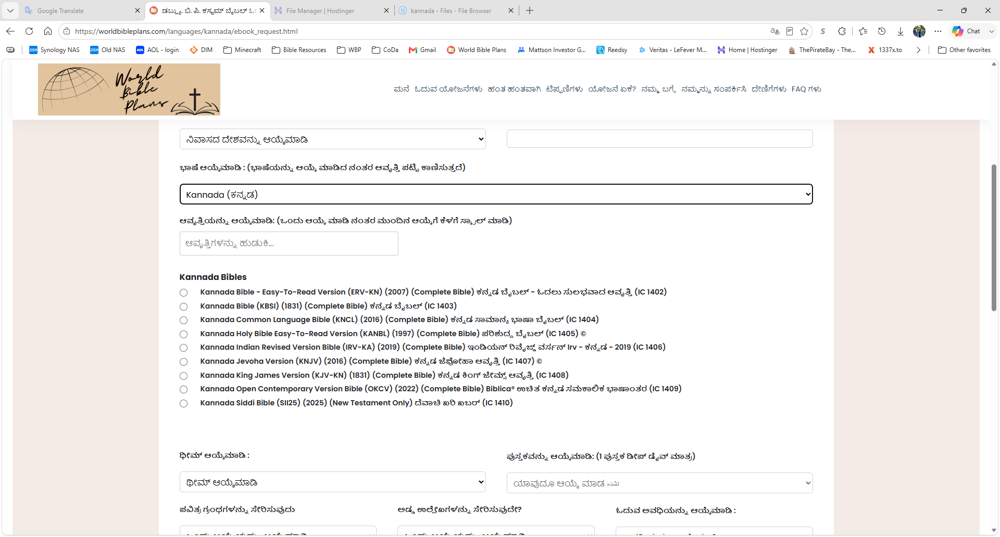 Google Translate
ಡಬ್ಲ್ಯು. ಬಿ. ಪಿ. ಕಸ್ಟಮ್ ಬೈಬಲ್ ಓದ
File Manager | Hostinger
kannada - Files - File Browser
https://worldbibleplans.com/languages/kannada/ebook_request.html
Chat
Synology NAS
Old NAS
AOL - login
DIM
Minecraft
Bible Resources
WBP
CoDa
Gmail
World Bible Plans
Mattson Investor G...
Reedsy
Veritas - LeFever M...
Home | Hostinger
ThePirateBay - The...
1337x.to
Other favorites
World
Bible
Plans
ಮನೆ ಓದುವ ಯೋಜನೆಗಳು ಹಂತ ಹಂತವಾಗಿ ಟಿಪ್ಪಣಿಗಳು ಯೋಜನೆ ಏಕೆ? ನಮ್ಮ ಬಗ್ಗೆ ನಮ್ಮನ್ನು ಸಂಪರ್ಕಿಸಿ ದೇಣಿಗೆಗಳು FAQ ಗಳು
ನಿವಾಸದ ದೇಶವನ್ನು ಆಯ್ಕೆಮಾಡಿ
ಭಾಷೆ ಆಯ್ಕೆಮಾಡಿ : (ಭಾಷೆಯನ್ನು ಆಯ್ಕೆ ಮಾಡಿದ ನಂತರ ಆವೃತ್ತಿ ಪಟ್ಟಿ ಕಾಣಿಸುತ್ತದೆ)
Kannada (ಕನ್ನಡ)
ಆವೃತ್ತಿಯನ್ನು ಆಯ್ಕೆಮಾಡಿ: (ಒಂದು ಆಯ್ಕೆ ಮಾಡಿ ನಂತರ ಮುಂದಿನ ಆಯ್ಕೆಗೆ ಕೆಳಗೆ ಸ್ಕ್ರಾಲ್ ಮಾಡಿ)
ಆವೃತ್ತಿಗಳನ್ನು ಹುಡುಕಿ...
Kannada Bibles
Kannada Bible - Easy-To-Read Version (ERV-KN) (2007) (Complete Bible) ಕನ್ನಡ ಬೈಬಲ್ - ಓದಲು ಸುಲಭವಾದ ಆವೃತ್ತಿ (IC 1402)
Kannada Bible (KBSI) (1831) (Complete Bible) ಕನ್ನಡ ಬೈಬಲ್ (IC 1403)
Kannada Common Language Bible (KNCL) (2016) (Complete Bible) ಕನ್ನಡ ಸಾಮಾನ್ಯ ಭಾಷಾ ಬೈಬಲ್ (IC 1404)
Kannada Holy Bible Easy-To-Read Version (KANBL) (1997) (Complete Bible) ಪರಿಶುದ್ದ ಬೈಬಲ್ (IC 1405) ©
Kannada Indian Revised Version Bible (IRV-KA) (2019) (Complete Bible) ಇಂಡಿಯನ್ ರಿವೈಜ್ಡ್ ವರ್ಸನ್ Irv - ಕನ್ನಡ - 2019 (IC 1406)
Kannada Jevoha Version (KNJV) (2016) (Complete Bible) ಕನ್ನಡ ಜೆವೋಹಾ ಆವೃತ್ತಿ (IC 1407) ©
Kannada King James Version (KJV-KN) (1831) (Complete Bible) ಕನ್ನಡ ಕಿಂಗ್ ಜೇಮ್ಸ್ ಆವೃತ್ತಿ (IC 1408)
Kannada Open Contemporary Version Bible (OKCV) (2022) (Complete Bible) Biblica® ಉಚಿತ ಕನ್ನಡ ಸಮಕಾಲಿಕ ಭಾಷಾಂತರ (IC 1409)
Kannada Siddi Bible (SII25) (2025) (New Testament Only) ದೆವಾಚಿ ಖರಿ ಖಬರ್ (IC 1410)
ಥೀಮ್ ಆಯ್ಕೆಮಾಡಿ :
ಪುಸ್ತಕವನ್ನು ಆಯ್ಕೆಮಾಡಿ: (1 ಪುಸ್ತಕ ಡೀಪ್ ಡೈವ್ ಮಾತ್ರ)
ಥೀಮ್ ಆಯ್ಕೆಮಾಡಿ
ಯಾವುದೂ ಆಯ್ಕೆ ಮಾಡ
ಪವಿತ್ರ ಗ್ರಂಥಗಳನ್ನು ಸೇರಿಸುವುದು
ಅಡ್ಡ ಉಲ್ಲೇಖಗಳನ್ನು ಸೇರಿಸುವುದೇ?
ಓದುವ ಅವಧಿಯನ್ನು ಆಯ್ಕೆಮಾಡಿ :